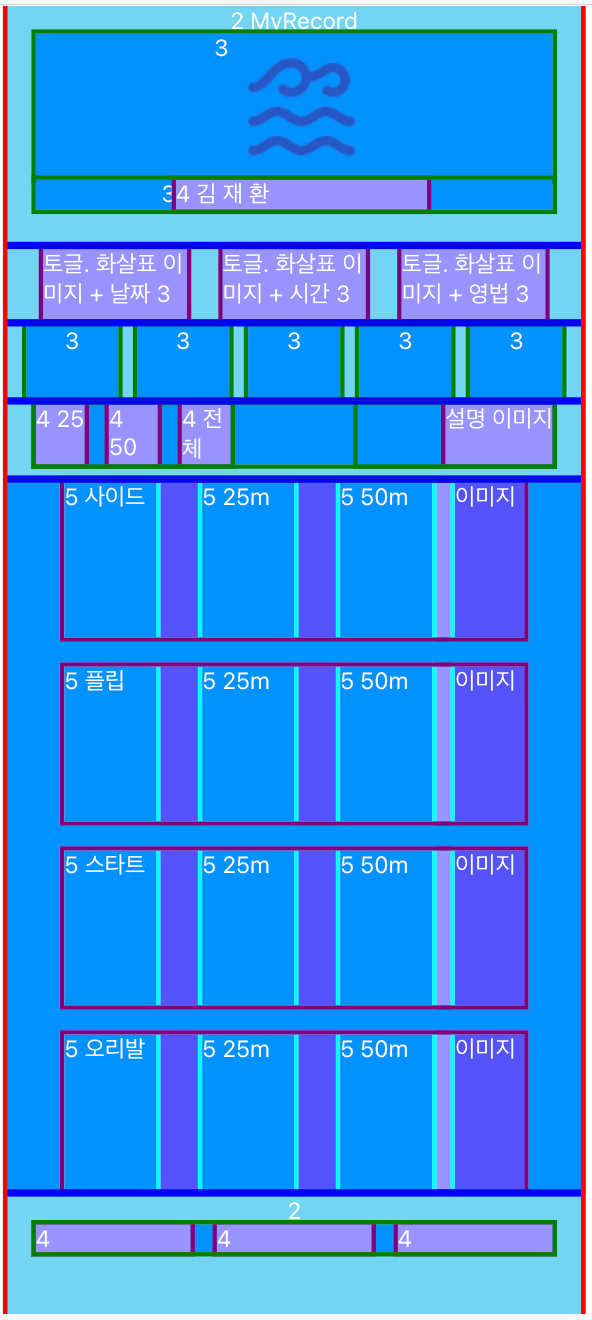 2 MyRecord
3
3
4 김 재 환
토글. 화살표 이
미지 + 날짜 3
토글. 화살표 이
미지 + 시간 3
토글. 화살표 이
미지 + 영법 3
3
3
3
3
3
4 25
4
50
4 전
체
설명 이미지
5 사이드
5 25m
5 50m
이미지
5 플립
5 25m
5 50m
이미지
5 스타트
5 25m
5 50m
이미지
5 오리발
5 25m
5 50m
이미지
2
4
4
4